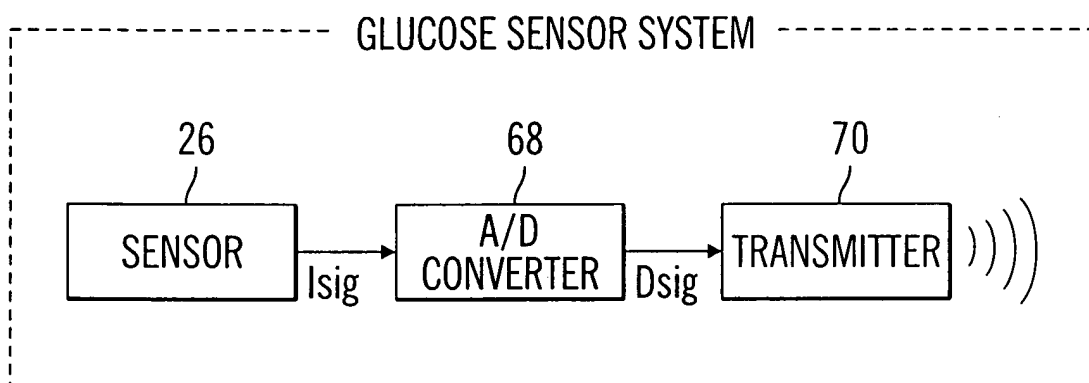 GLUCOSE SENSOR SYSTEM
26
68
70
SENSOR
Isig
A/D
CONVERTER
Dsig
TRANSMITTER